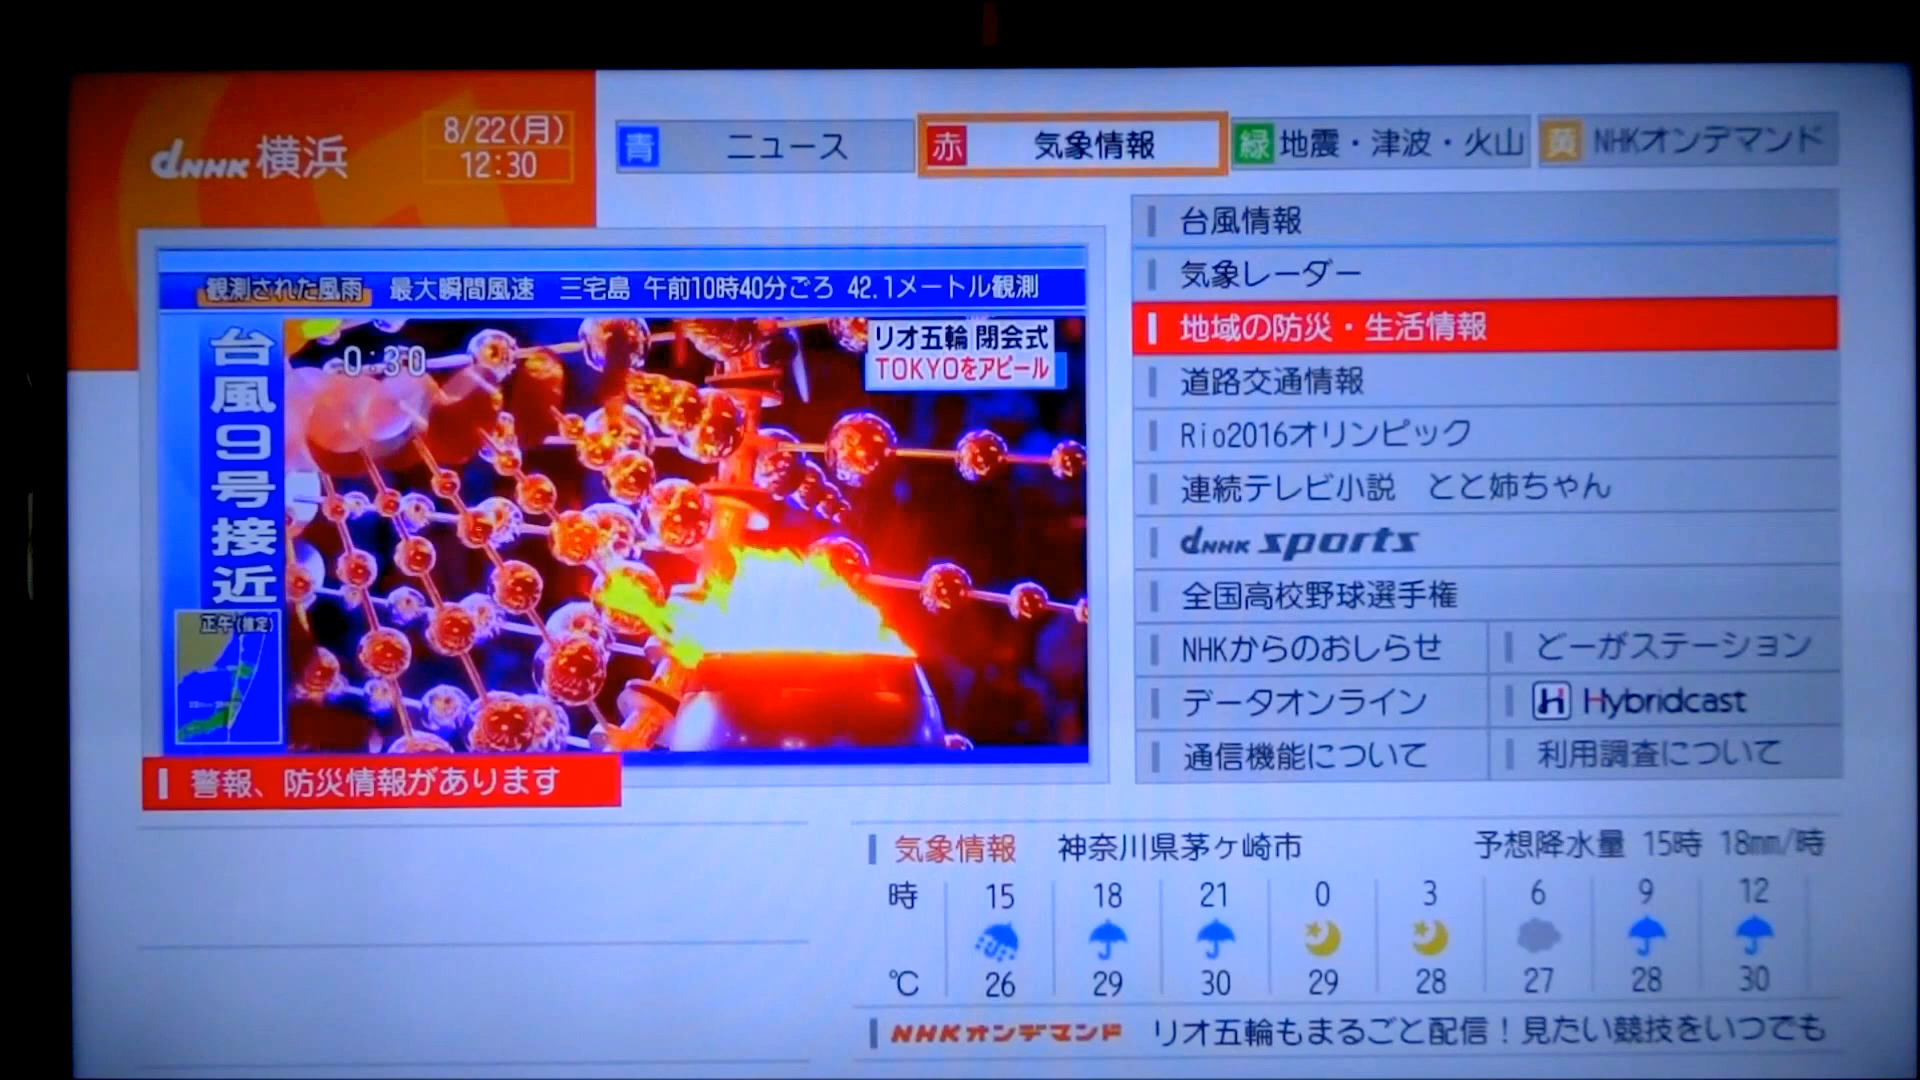 dNHK 横浜
8/22(月)
12:30
青 ニュース
赤 気象情報
緑 地震・津波・火山
黄 NHKオンデマンド
観測された風雨 最大瞬間風速 三宅島 午前10時40分ごろ 42.1メートル観測
台風9号接近
0:30
リオ五輪 閉会式
TOKYOをアピール
正午(推定)
警報、防災情報があります
台風情報
気象レーダー
地域の防災・生活情報
道路交通情報
Rio2016オリンピック
連続テレビ小説 とと姉ちゃん
dNHK sports
全国高校野球選手権
NHKからのおしらせ
どーがステーション
データオンライン
H Hybridcast
通信機能について
利用調査について
気象情報 神奈川県茅ヶ崎市 予想降水量 15時 18mm/時
時 15 18 21 0 3 6 9 12
℃ 26 29 30 29 28 27 28 30
NHKオンデマンド リオ五輪もまるごと配信！見たい競技をいつでも